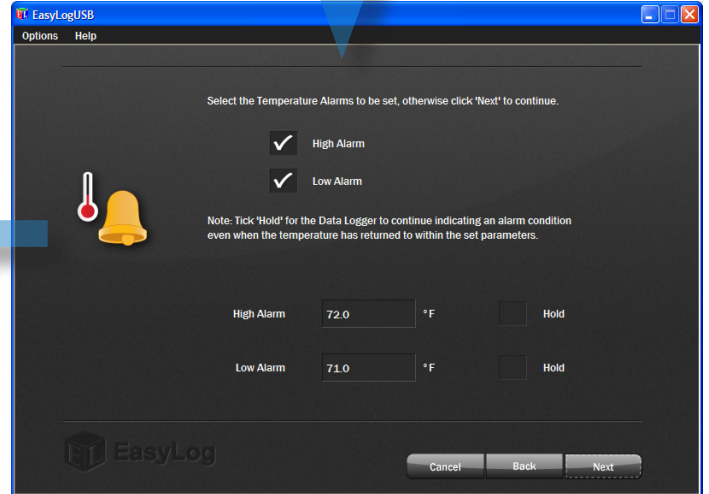 EasyLogUSB
Options Help
Select the Temperature Alarms to be set, otherwise click 'Next' to continue.
High Alarm
Low Alarm
Note: Tick 'Hold' for the Data Logger to continue indicating an alarm condition
even when the temperature has returned to within the set parameters.
High Alarm 72.0 °F Hold
Low Alarm 71.0 °F Hold
EL EasyLog
Cancel Back Next